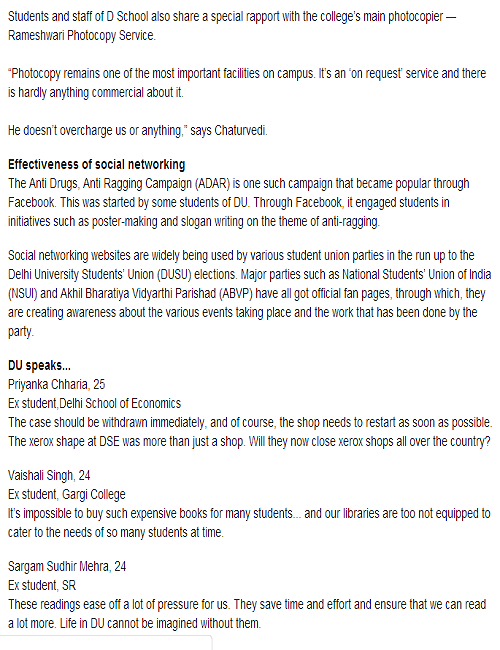 Students and staff of D School also share a special rapport with the college's main photocopier —
Rameshwari Photocopy Service.
“Photocopy remains one of the most important facilities on campus. It's an ‘on request’ service and there
is hardly anything commercial about it.
He doesn't overcharge us or anything,” says Chaturvedi.
Effectiveness of social networking
The Anti Drugs, Anti Ragging Campaign (ADAR) is one such campaign that became popular through
Facebook. This was started by some students of DU. Through Facebook, it engaged students in
initiatives such as poster-making and slogan writing on the theme of anti-ragging.
Social networking websites are widely being used by various student union parties in the run up to the
Delhi University Students' Union (DUSU) elections. Major parties such as National Students' Union of India
(NSUI) and Akhil Bharatiya Vidyarthi Parishad (ABVP) have all got official fan pages, through which, they
are creating awareness about the various events taking place and the work that has been done by the
party.
DU speaks...
Priyanka Chharia, 25
Ex student,Delhi School of Economics
The case should be withdrawn immediately, and of course, the shop needs to restart as soon as possible.
The xerox shape at DSE was more than just a shop. Will they now close xerox shops all over the country?
Vaishali Singh, 24
Ex student, Gargi College
It's impossible to buy such expensive books for many students... and our libraries are too not equipped to
cater to the needs of so many students at time.
Sargam Sudhir Mehra, 24
Ex student, SR
These readings ease off a lot of pressure for us. They save time and effort and ensure that we can read
a lot more. Life in DU cannot be imagined without them.